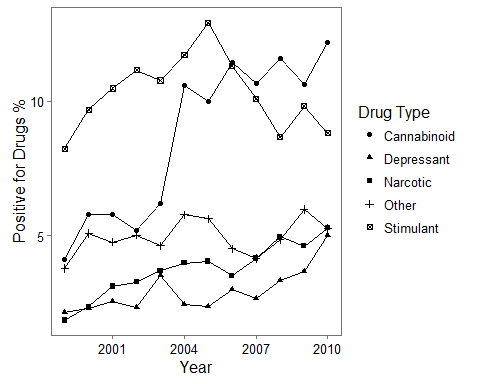 Positive for Drugs %
10
5
2001 2004 2007 2010
Year
Drug Type
Cannabinoid
Depressant
Narcotic
Other
Stimulant